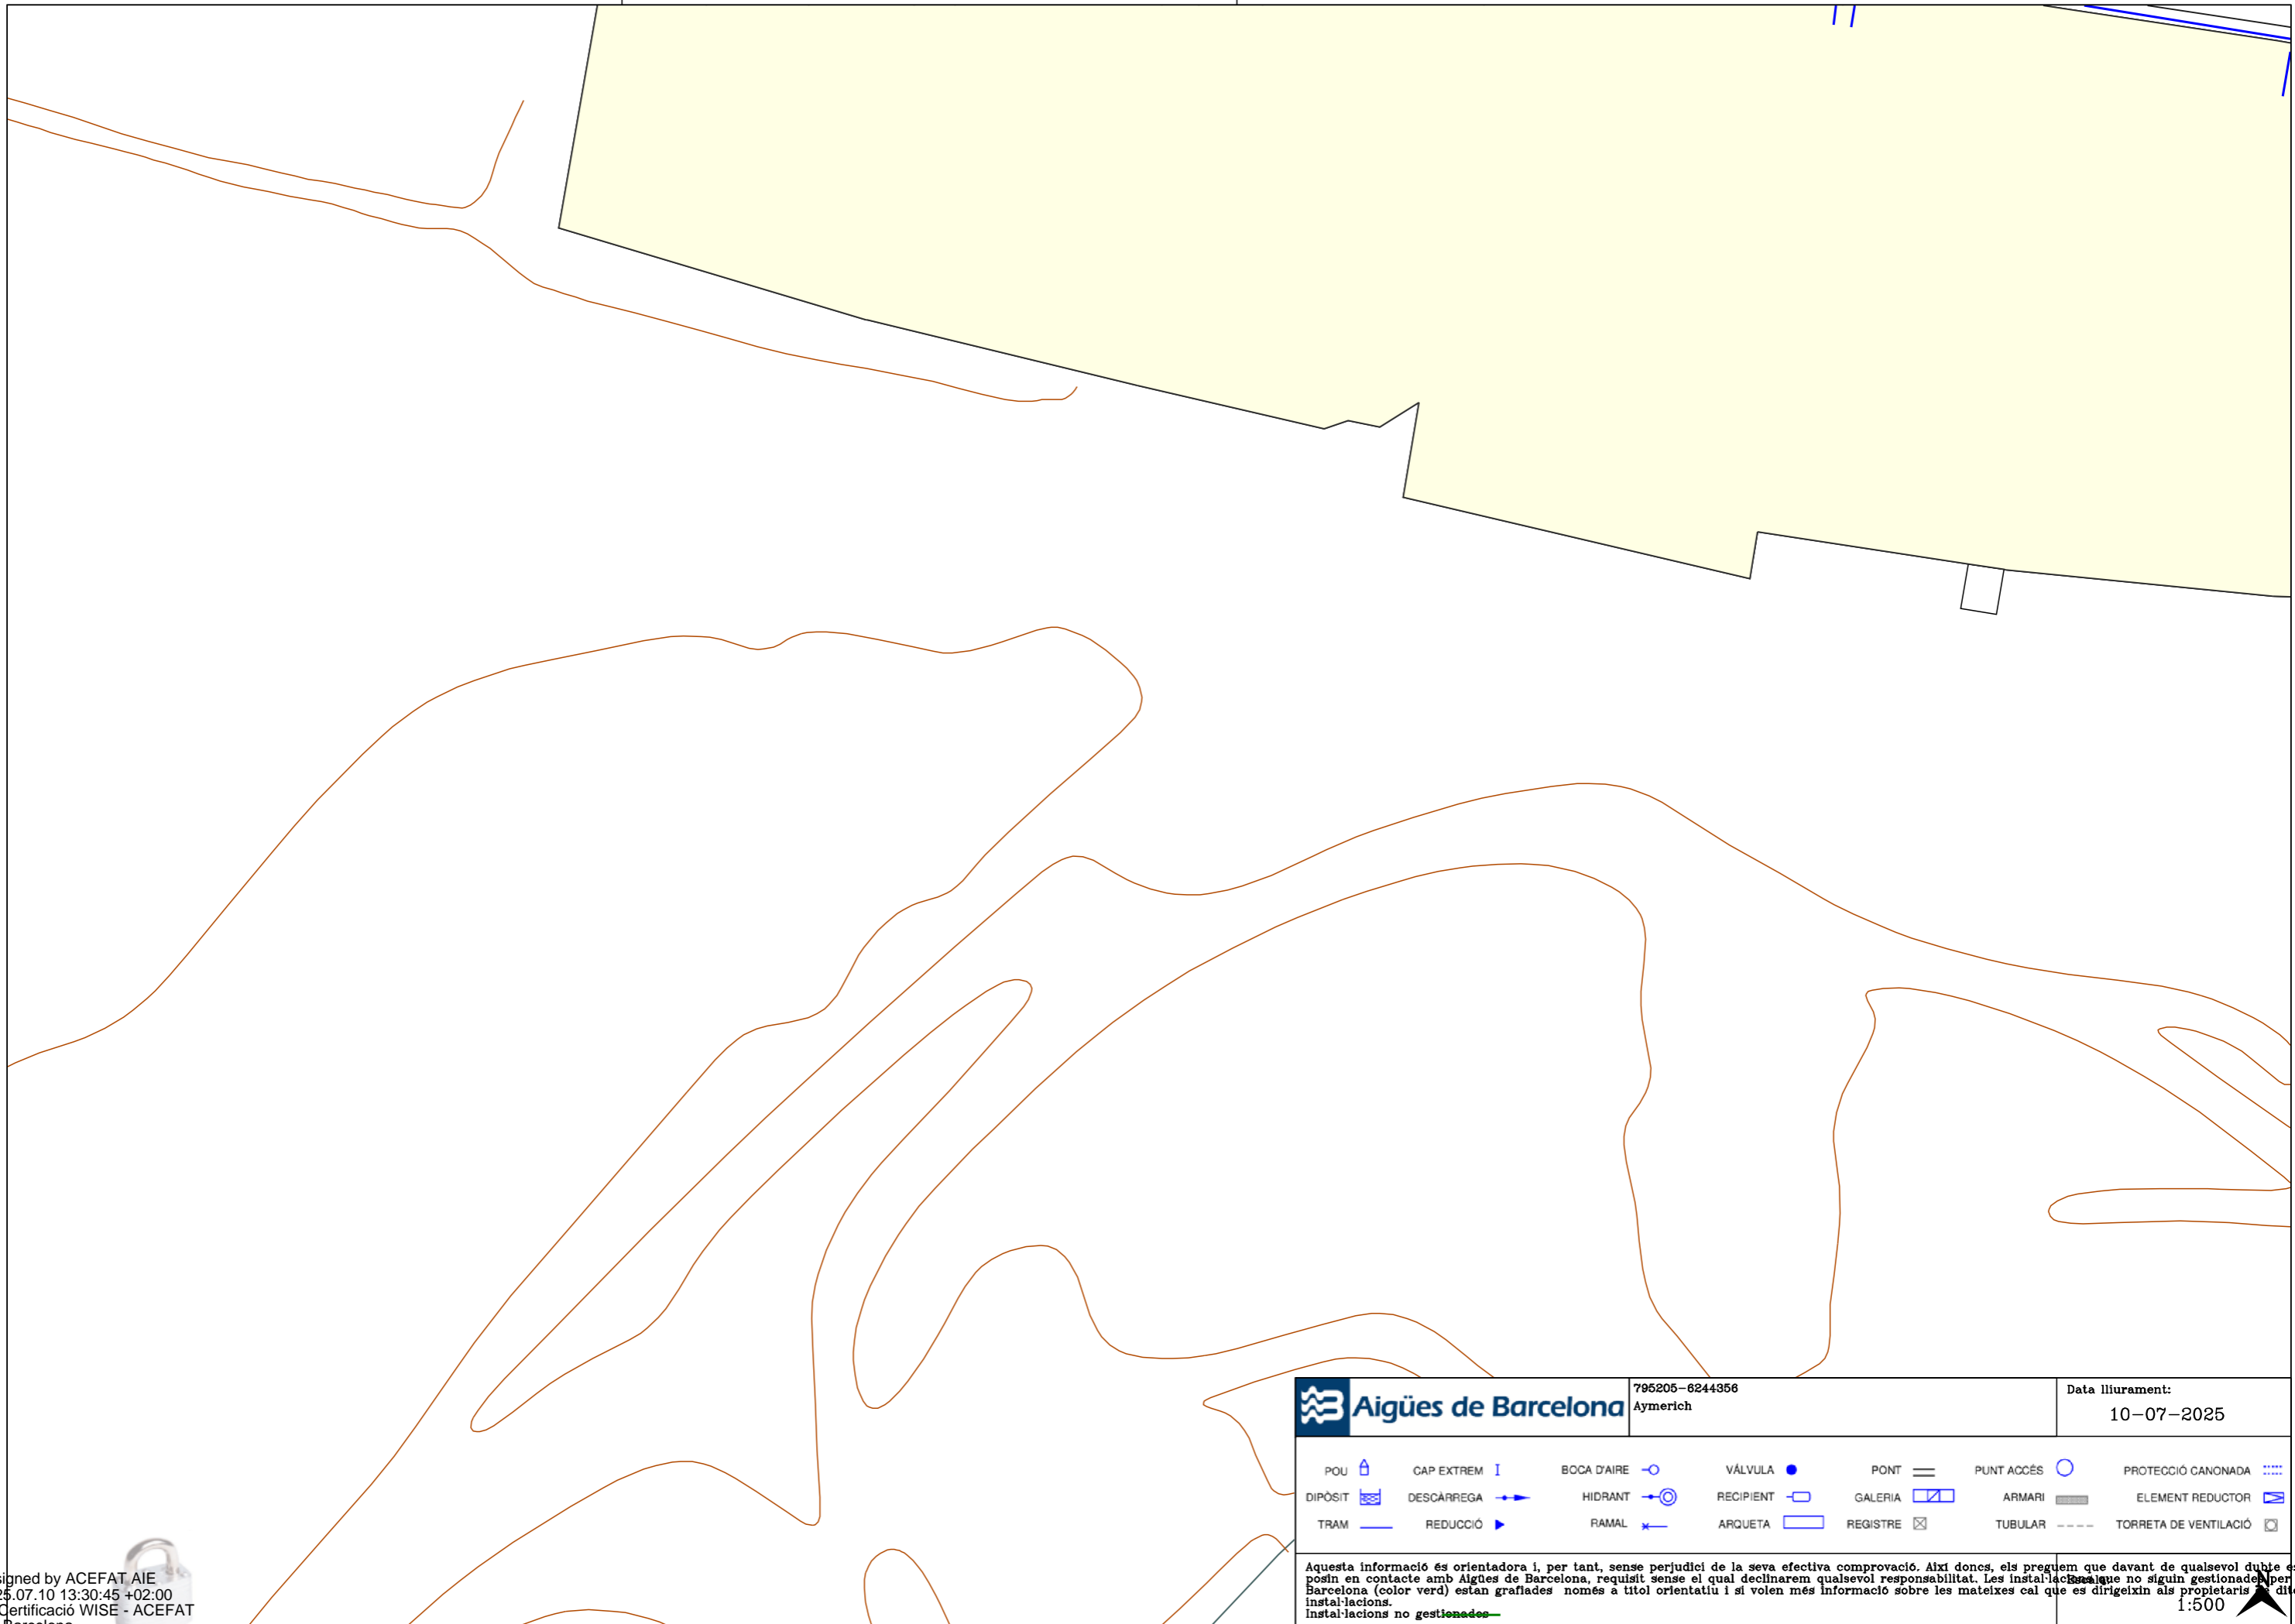 Aigües de Barcelona
795205-6244356
Aymerich
Data lliurament:
10-07-2025
POU CAP EXTREM BOCA D'AIRE VÁLVULA PONT PUNT ACCÉS PROTECCIÓ CANONADA
DIPÒSIT DESCÀRREGA HIDRANT RECIPIENT GALERIA ARMARI ELEMENT REDUCTOR
TRAM REDUCCIÓ RAMAL ARQUETA REGISTRE TUBULAR TORRETA DE VENTILACIÓ
Aquesta informació és orientadora i, per tant, sense perjudici de la seva efectiva comprovació. Així doncs, els preguem que davant de qualsevol dubte es
posin en contacte amb Aigües de Barcelona, requisit sense el qual declinarem qualsevol responsabilitat. Les instal·lacions que no siguin gestionades per
Barcelona (color verd) estan grafiades només a títol orientatiu i si volen més informació sobre les mateixes cal que es dirigeixin als propietaris
instal·lacions.
Instal·lacions no gestionades
Escala:
1:500
N
igned by ACEFAT AIE
5.07.10 13:30:45 +02:00
Certificació WISE - ACEFAT
Barcelona